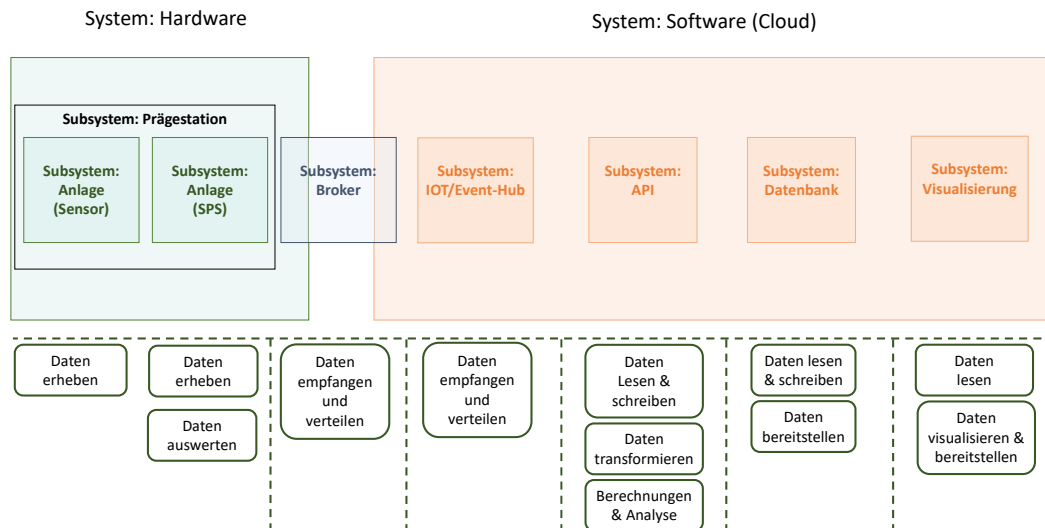 System: Hardware
System: Software (Cloud)
Subsystem: Prägestation
Subsystem:
Anlage
(Sensor)
Subsystem:
Anlage
(SPS)
Subsystem:
Broker
Subsystem:
IOT/Event-Hub
Subsystem:
API
Subsystem:
Datenbank
Subsystem:
Visualisierung
Daten
erheben
Daten
erheben
Daten
auswerten
Daten
empfangen
und
verteilen
Daten
empfangen
und
verteilen
Daten
Lesen &
schreiben
Daten
transformieren
Berechnungen
& Analyse
Daten lesen
& schreiben
Daten
bereitstellen
Daten
lesen
Daten
visualisieren &
bereitstellen